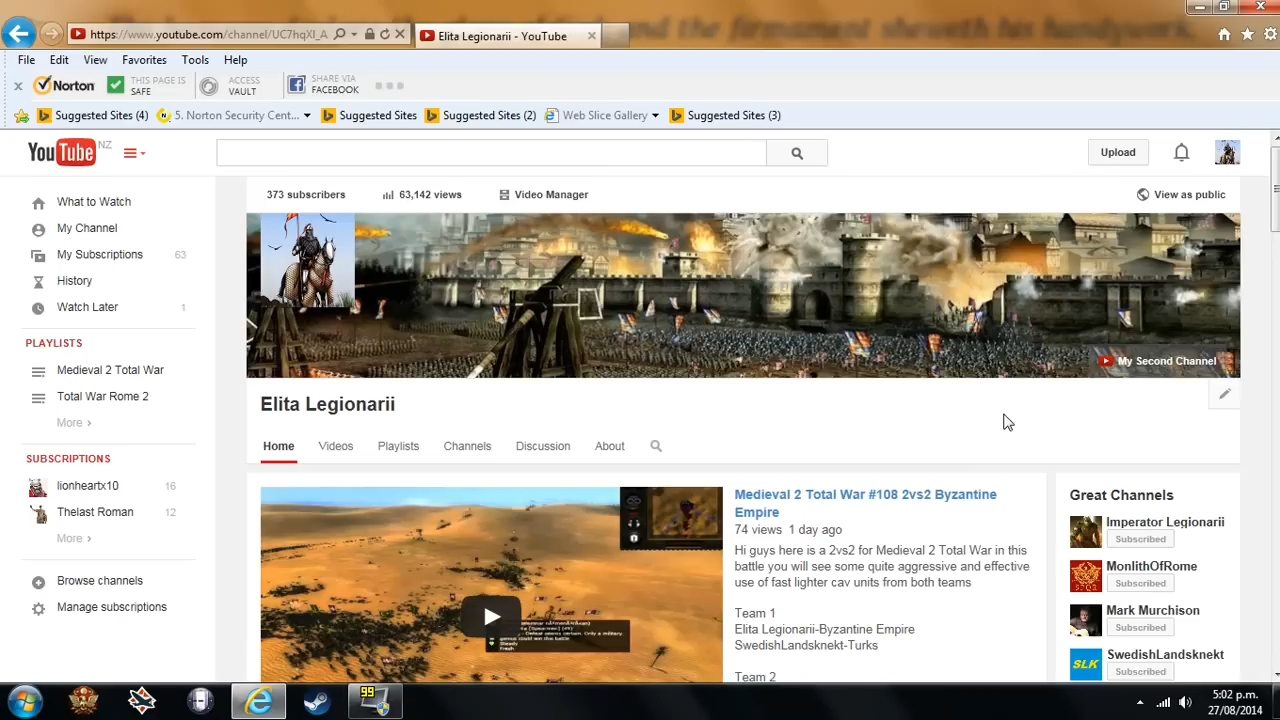 https://www.youtube.com/channel/UC7hqXl_A
Elita Legionarii - YouTube
File Edit View Favorites Tools Help
Norton
THIS PAGE IS
SAFE
ACCESS
VAULT
SHARE VIA
FACEBOOK
Suggested Sites (4)
5. Norton Security Cent...
Suggested Sites
Suggested Sites (2)
Web Slice Gallery
Suggested Sites (3)
YouTube NZ
Upload
What to Watch
My Channel
My Subscriptions 63
History
Watch Later 1
PLAYLISTS
Medieval 2 Total War
Total War Rome 2
More ›
SUBSCRIPTIONS
lionheartx10 16
Thelast Roman 12
More ›
Browse channels
Manage subscriptions
373 subscribers
63,142 views
Video Manager
View as public
My Second Channel
Elita Legionarii
Home Videos Playlists Channels Discussion About
Medieval 2 Total War #108 2vs2 Byzantine
Empire
74 views 1 day ago
Hi guys here is a 2vs2 for Medieval 2 Total War in this
battle you will see some quite aggressive and effective
use of fast lighter cav units from both teams
Team 1
Elita Legionarii-Byzantine Empire
SwedishLandsknekt-Turks
Team 2
Great Channels
Imperator Legionarii
Subscribed
MonlithOfRome
Subscribed
Mark Murchison
Subscribed
SLK
SwedishLandsknekt
Subscribed
99
5:02 p.m.
27/08/2014